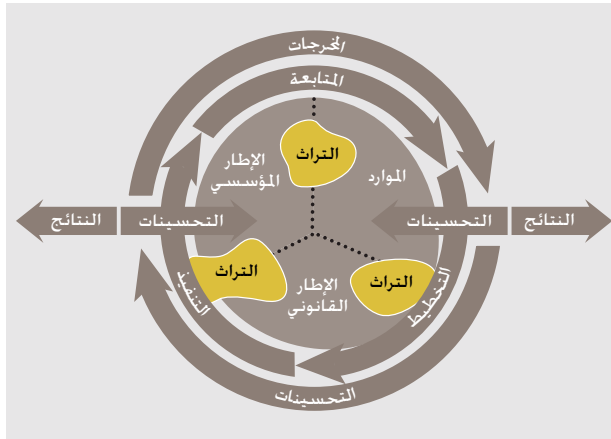 المخرجات
المتابعة
التراث
الموارد
الإطار
المؤسسي
النتائج
التحسينات
التحسينات
النتائج
التراث
التراث
الإطار
القانوني
التخطيط
التنفيذ
التحسينات